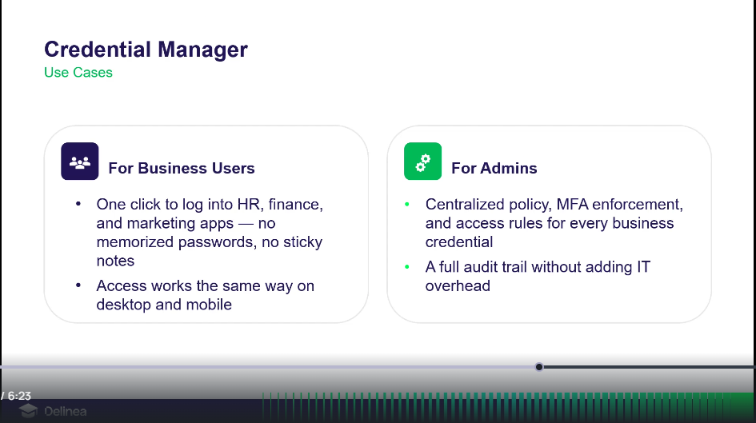 Credential Manager
Use Cases
For Business Users
• One click to log into HR, finance,
and marketing apps — no
memorized passwords, no sticky
notes
• Access works the same way on
desktop and mobile
For Admins
• Centralized policy, MFA enforcement,
and access rules for every business
credential
• A full audit trail without adding IT
overhead
/ 6:23
Delinea